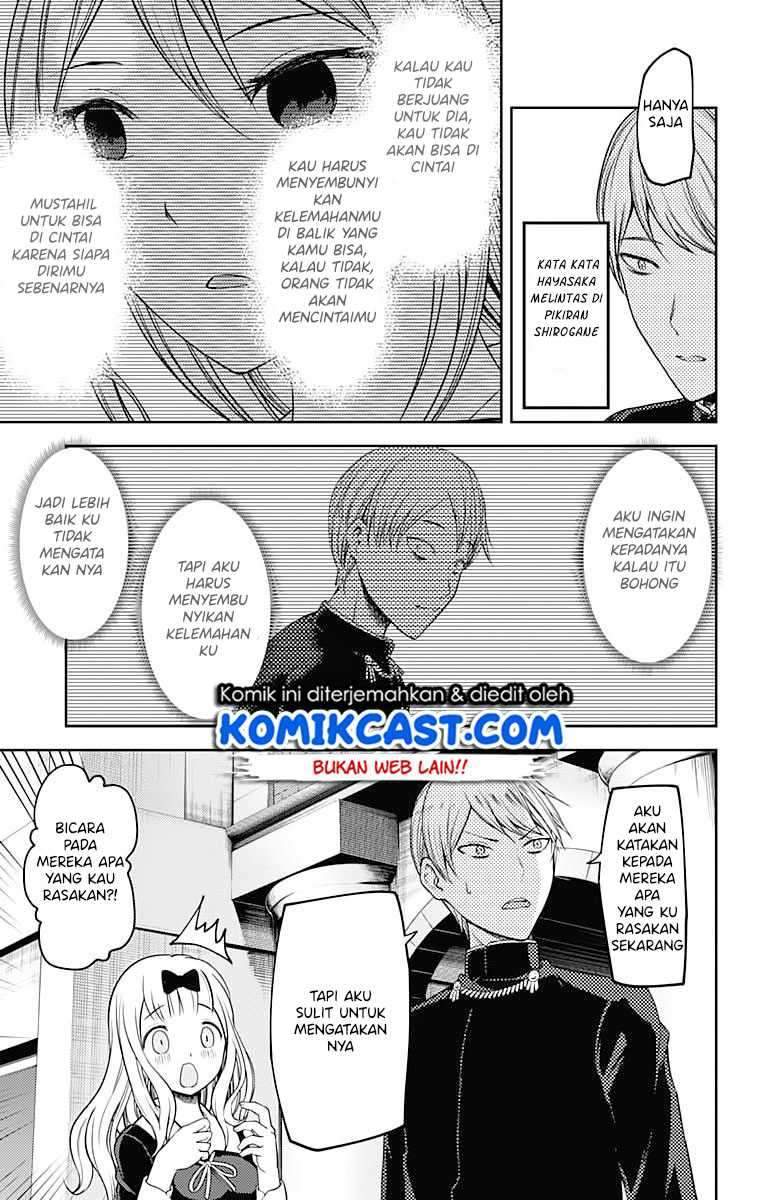 HANYA
SAJA
KATA KATA
HAYASAKA
MELINTAS DI
PIKIRAN
SHIROGANE
KALAU KAU
TIDAK
BERJUANG
UNTUK DIA,
KAU TIDAK
AKAN BISA DI
CINTAI
KAU HARUS
MENYEMBUNYI
KAN
KELEMAHANMU
DI BALIK YANG
KAMU BISA,
KALAU TIDAK,
ORANG TIDAK
AKAN
MENCINTAIMU
MUSTAHIL
UNTUK BISA
DI CINTAI
KARENA SIAPA
DIRIMU
SEBENARNYA
AKU INGIN
MENGATAKAN
KEPADANYA
KALAU ITU
BOHONG
TAPI AKU
HARUS
MENYEMBU
NYIKAN
KELEMAHAN
KU
JADI LEBIH
BAIK KU
TIDAK
MENGATA
KAN NYA
Komik ini diterjemahkan & diedit oleh
KOMIKCAST.COM
BUKAN WEB LAIN!!
AKU
AKAN
KATAKAN
KEPADA
MEREKA
APA
YANG KU
RASAKAN
SEKARANG
TAPI AKU
SULIT UNTUK
MENGATAKAN
NYA
BICARA
PADA
MEREKA APA
YANG KAU
RASAKAN?!